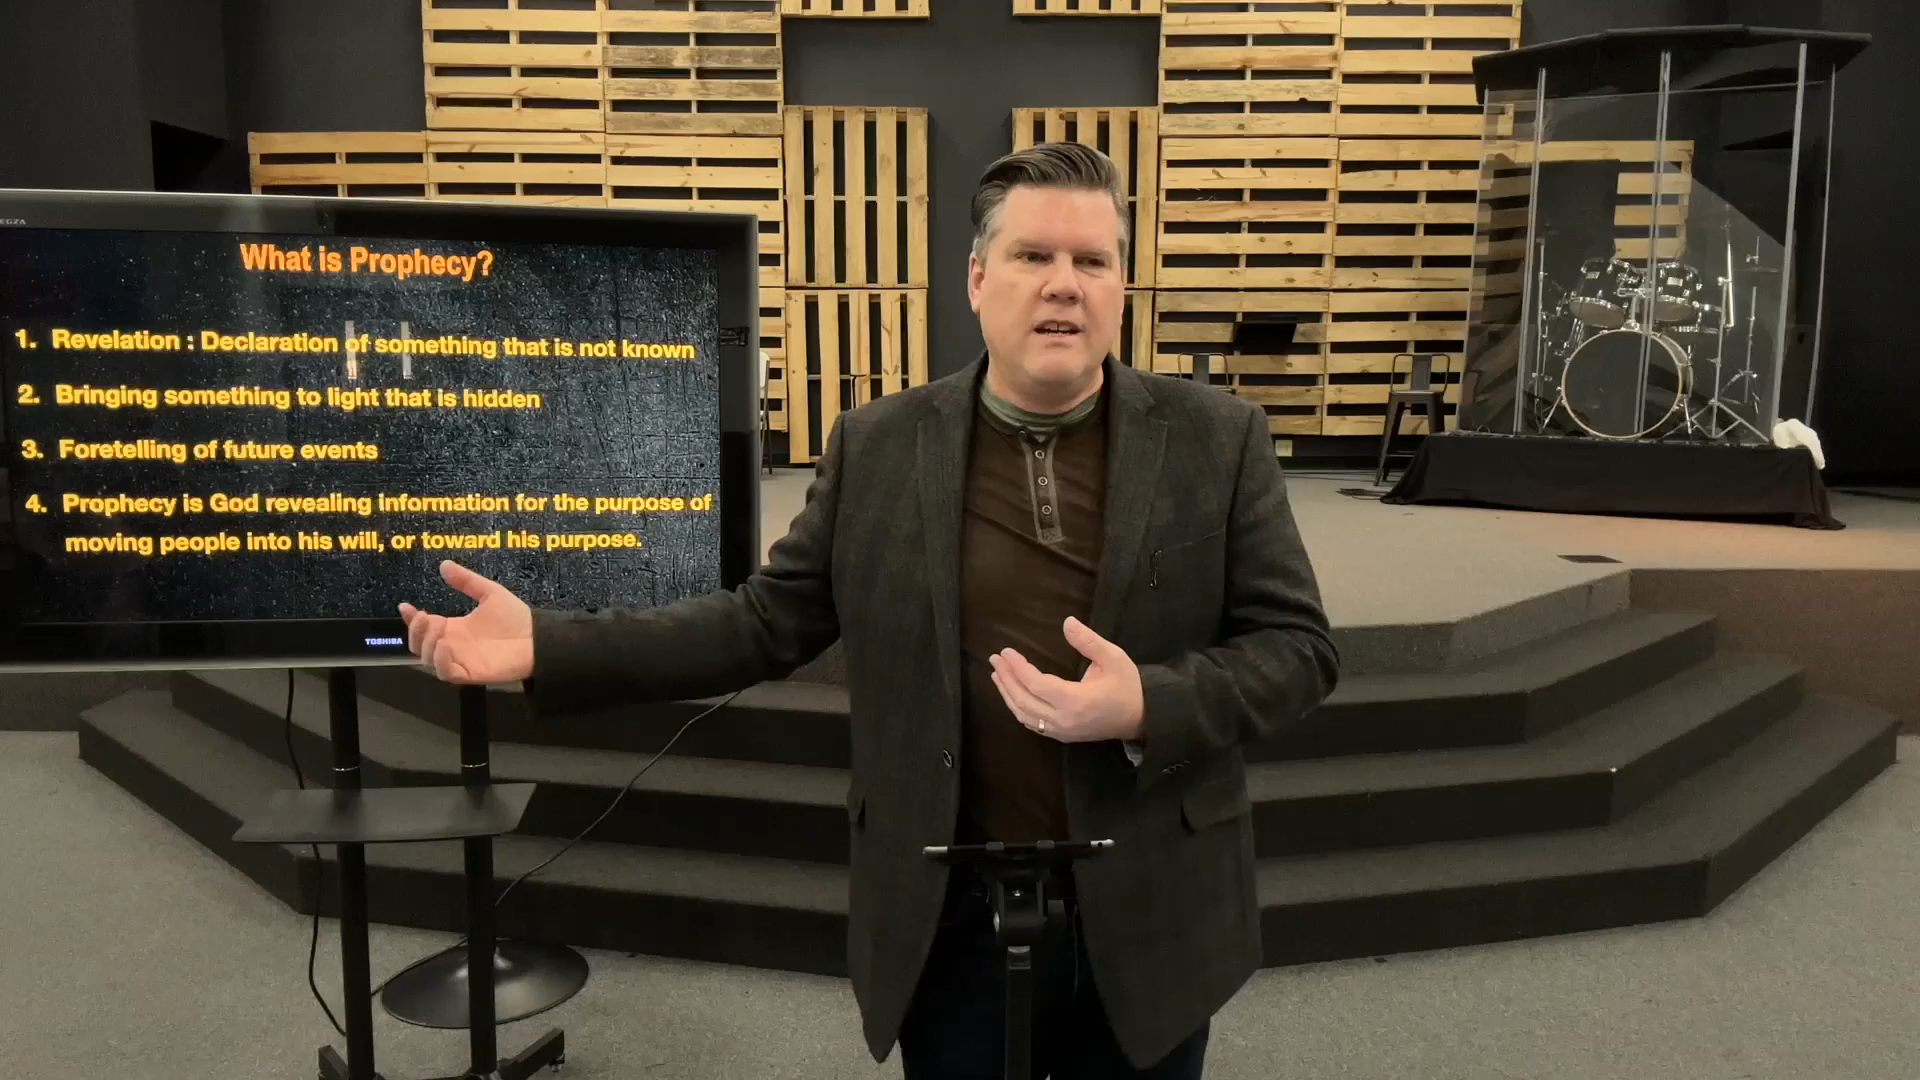 What is Prophecy?
1. Revelation : Declaration of something that is not known
2. Bringing something to light that is hidden
3. Foretelling of future events
4. Prophecy is God revealing information for the purpose of
moving people into his will, or toward his purpose.
TOSHIBA